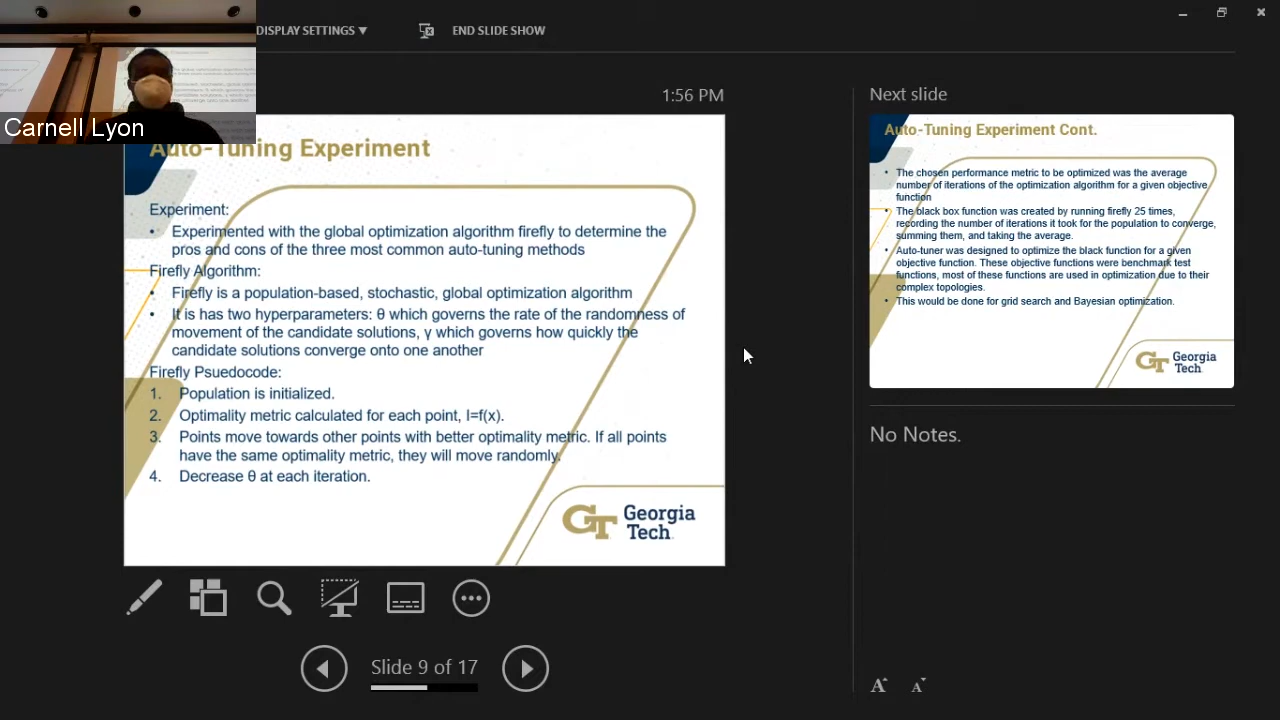 DISPLAY SETTINGS ▼
END SLIDE SHOW
Carnell Lyon
1:56 PM
Auto-Tuning Experiment
Experiment:
• Experimented with the global optimization algorithm firefly to determine the
pros and cons of the three most common auto-tuning methods
Firefly Algorithm:
• Firefly is a population-based, stochastic, global optimization algorithm
• It is has two hyperparameters: θ which governs the rate of the randomness of
movement of the candidate solutions, γ which governs how quickly the
candidate solutions converge onto one another
Firefly Psuedocode:
1. Population is initialized.
2. Optimality metric calculated for each point, I=f(x).
3. Points move towards other points with better optimality metric. If all points
have the same optimality metric, they will move randomly.
4. Decrease θ at each iteration.
GT Georgia
Tech
Slide 9 of 17
Next slide
Auto-Tuning Experiment Cont.
• The chosen performance metric to be optimized was the average
number of iterations of the optimization algorithm for a given objective
function
• The black box function was created by running firefly 25 times,
recording the number of iterations it took for the population to converge,
summing them, and taking the average.
• Auto-tuner was designed to optimize the black function for a given
objective function. These objective functions were benchmark test
functions, most of these functions are used in optimization due to their
complex topologies.
• This would be done for grid search and Bayesian optimization.
GT Georgia
Tech
No Notes.
A A